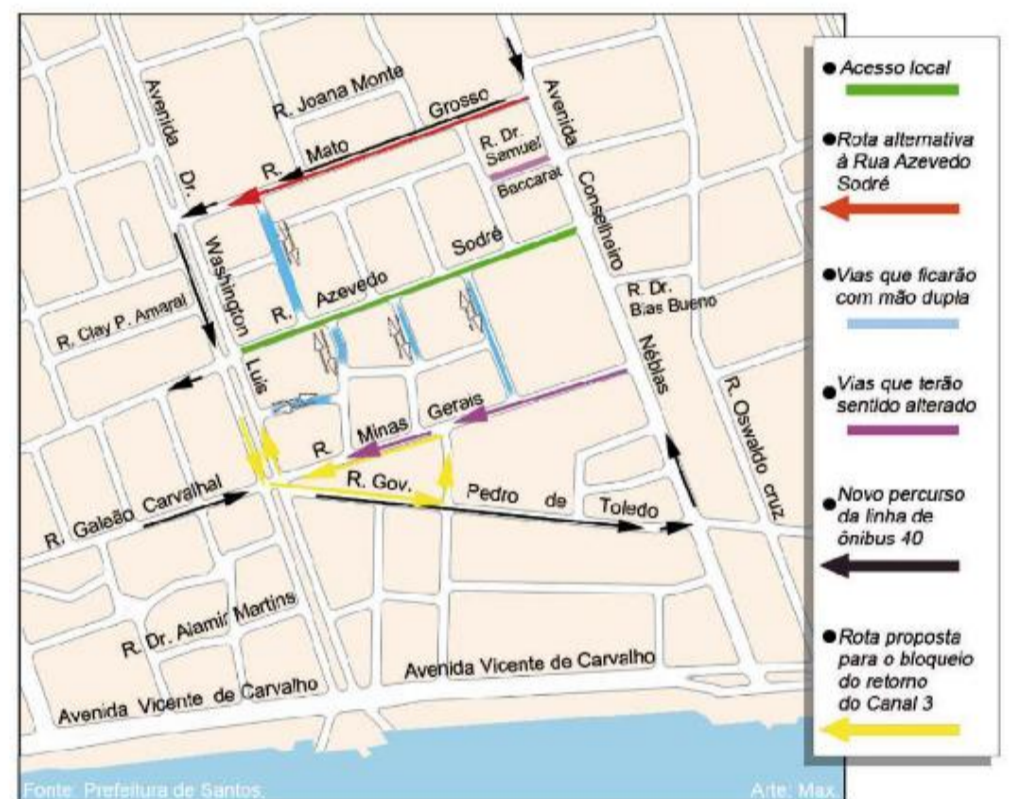 Avenida Dr. Washington Luis
R. Joana Monte
R. Mato Grosso
Avenida Conselheiro Nébias
R. Dr.
Samuel
Baccarat
R. Azevedo Sodré
R. Clay P. Amaral
R. Dr.
Bias Bueno
R. Minas Gerais
R. Oswaldo cruz
R. Gov. Pedro de Toledo
R. Galeão Carvalhal
R. Dr. Alamir Martins
Avenida Vicente de Carvalho
Avenida Vicente de Carvalho
Fonte: Prefeitura de Santos.
Arte: Max.
Acesso local
Rota alternativa
à Rua Azevedo
Sodré
Vias que ficarão
com mão dupla
Vias que terão
sentido alterado
Novo percurso
da linha de
ônibus 40
Rota proposta
para o bloqueio
do retorno
do Canal 3